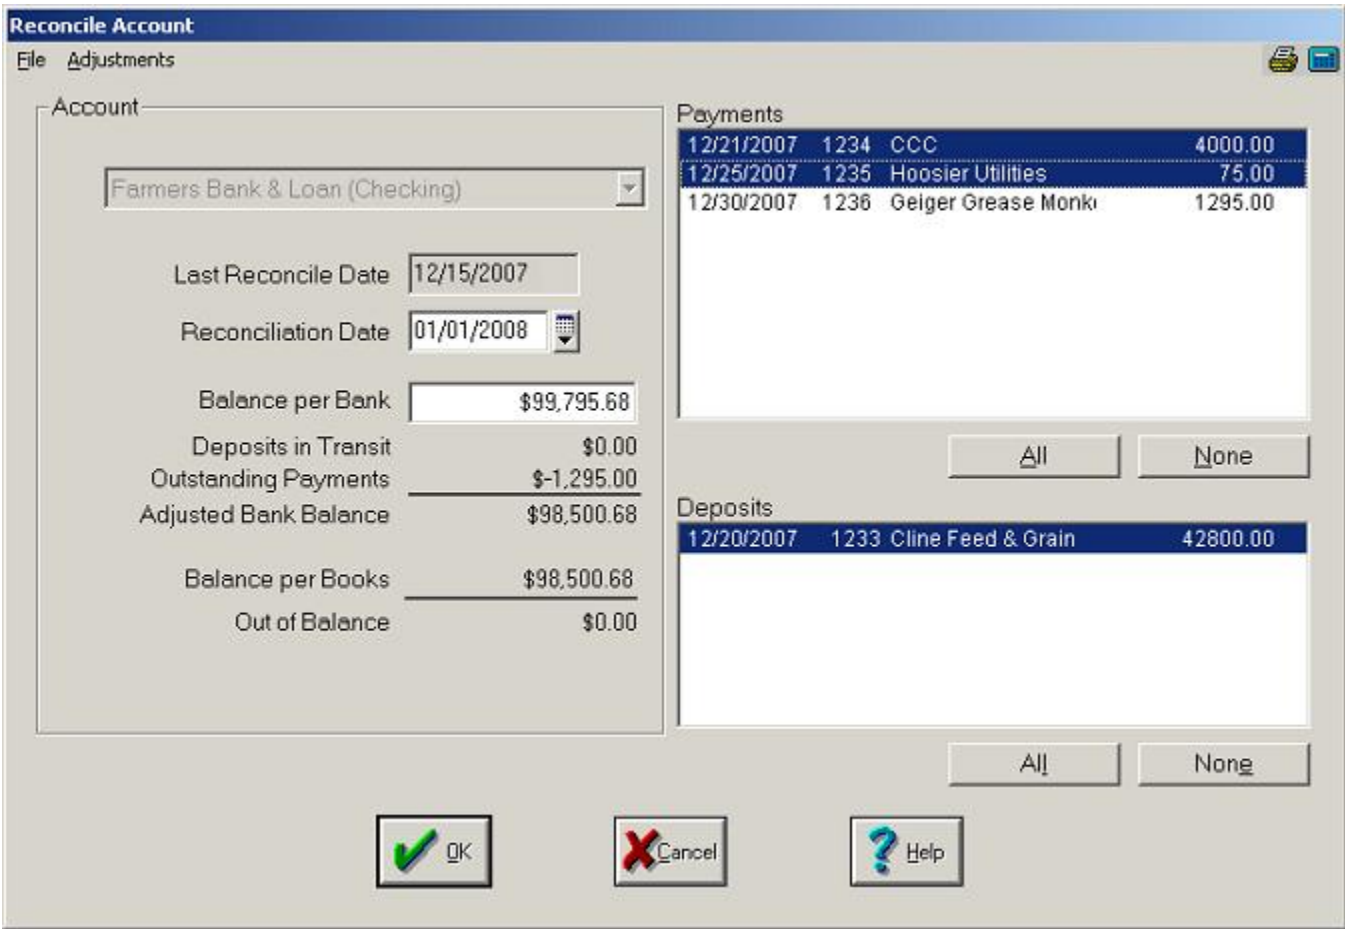 Reconcile Account
File Adjustments
Account
Farmers Bank & Loan (Checking)
Last Reconcile Date 12/15/2007
Reconciliation Date 01/01/2008
Balance per Bank $99,795.68
Deposits in Transit $0.00
Outstanding Payments $-1,295.00
Adjusted Bank Balance $98,500.68
Balance per Books $98,500.68
Out of Balance $0.00
Payments
12/21/2007 1234 CCC 4000.00
12/25/2007 1235 Hoosier Utilities 75.00
12/30/2007 1236 Geiger Grease Monk 1295.00
All None
Deposits
12/20/2007 1233 Cline Feed & Grain 42800.00
All None
OK Cancel Help